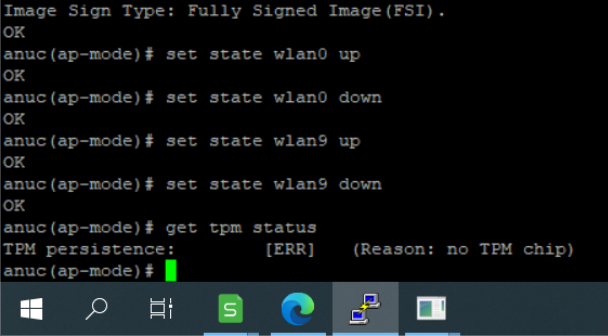 Image Sign Type: Fully Signed Image(FSI).
OK
anuc(ap-mode)# set state wlan0 up
OK
anuc(ap-mode)# set state wlan0 down
OK
anuc(ap-mode)# set state wlan9 up
OK
anuc(ap-mode)# set state wlan9 down
OK
anuc(ap-mode)# get tpm status
TPM persistence: [ERR] (Reason: no TPM chip)
anuc(ap-mode)#
S